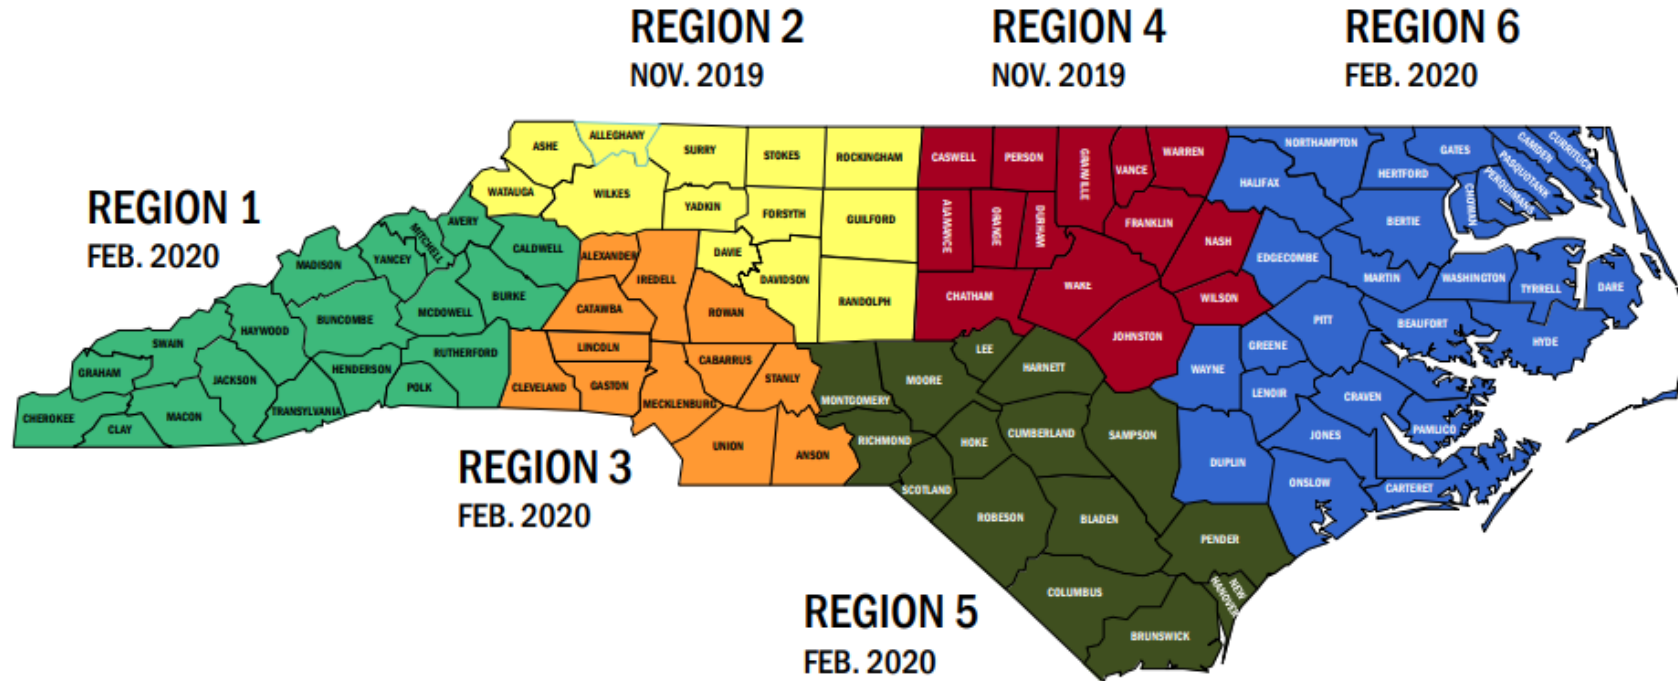 REGION 2
NOV. 2019
REGION 4
NOV. 2019
REGION 6
FEB. 2020
REGION 1
FEB. 2020
REGION 3
FEB. 2020
REGION 5
FEB. 2020
ASHE
ALLEGHANY
SURRY
STOKES
ROCKINGHAM
WATAUGA
WILKES
YADKIN
FORSYTH
GUILFORD
DAVIE
DAVIDSON
RANDOLPH
CASWELL
PERSON
GRANVILLE
VANCE
WARREN
ALAMANCE
ORANGE
DURHAM
FRANKLIN
NASH
CHATHAM
WAKE
WILSON
JOHNSTON
NORTHAMPTON
GATES
CAMDEN
CURRITUCK
PASQUOTANK
PERQUIMANS
CHOWAN
HERTFORD
HALIFAX
BERTIE
EDGECOMBE
MARTIN
WASHINGTON
TYRRELL
DARE
PITT
BEAUFORT
HYDE
GREENE
WAYNE
LENOIR
CRAVEN
PAMLICO
JONES
DUPLIN
ONSLOW
CARTERET
AVERY
MITCHELL
CALDWELL
YANCEY
MADISON
BURKE
MCDOWELL
BUNCOMBE
HAYWOOD
SWAIN
RUTHERFORD
HENDERSON
GRAHAM
JACKSON
POLK
TRANSYLVANIA
MACON
CHEROKEE
CLAY
ALEXANDER
IREDELL
CATAWBA
ROWAN
LINCOLN
CABARRUS
STANLY
CLEVELAND
GASTON
MECKLENBURG
UNION
ANSON
LEE
MOORE
HARNETT
MONTGOMERY
RICHMOND
HOKE
CUMBERLAND
SAMPSON
SCOTLAND
ROBESON
BLADEN
PENDER
COLUMBUS
NEW
HANOVER
BRUNSWICK